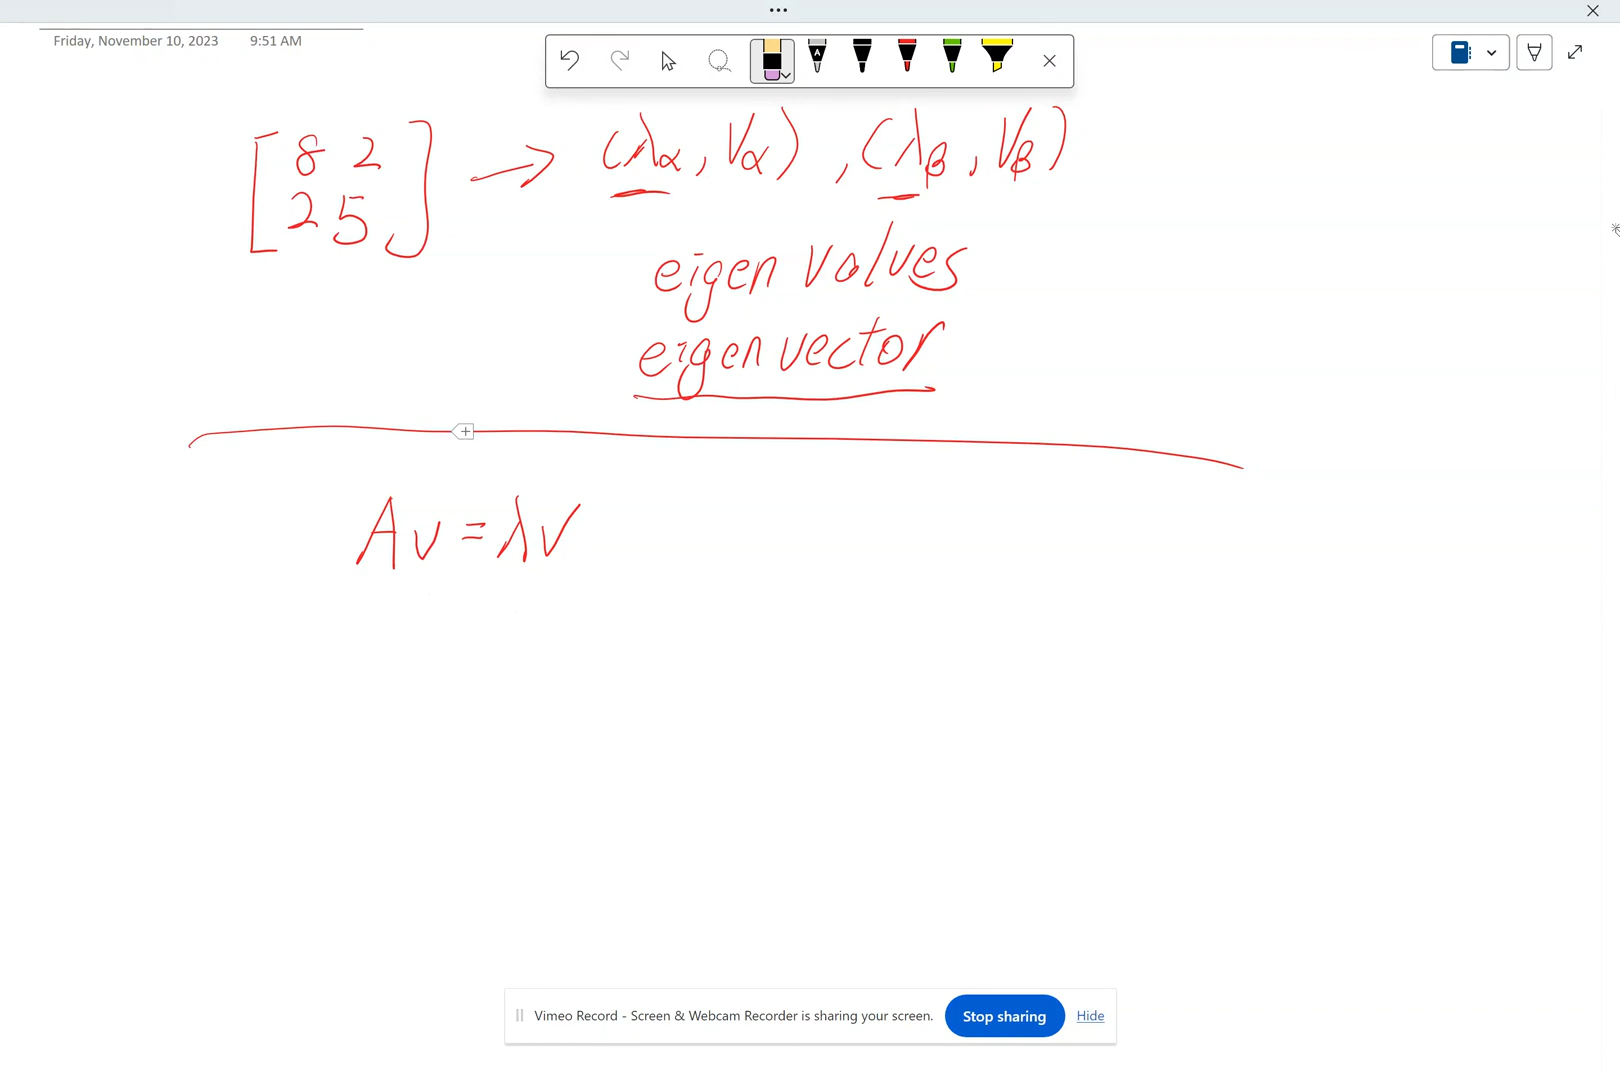 Friday, November 10, 2023 9:51 AM
A
[8 2
2 5] → (λα, Vα), (λβ, Vβ)
eigen values
eigen vector
Av = λv
Vimeo Record - Screen & Webcam Recorder is sharing your screen. Stop sharing Hide